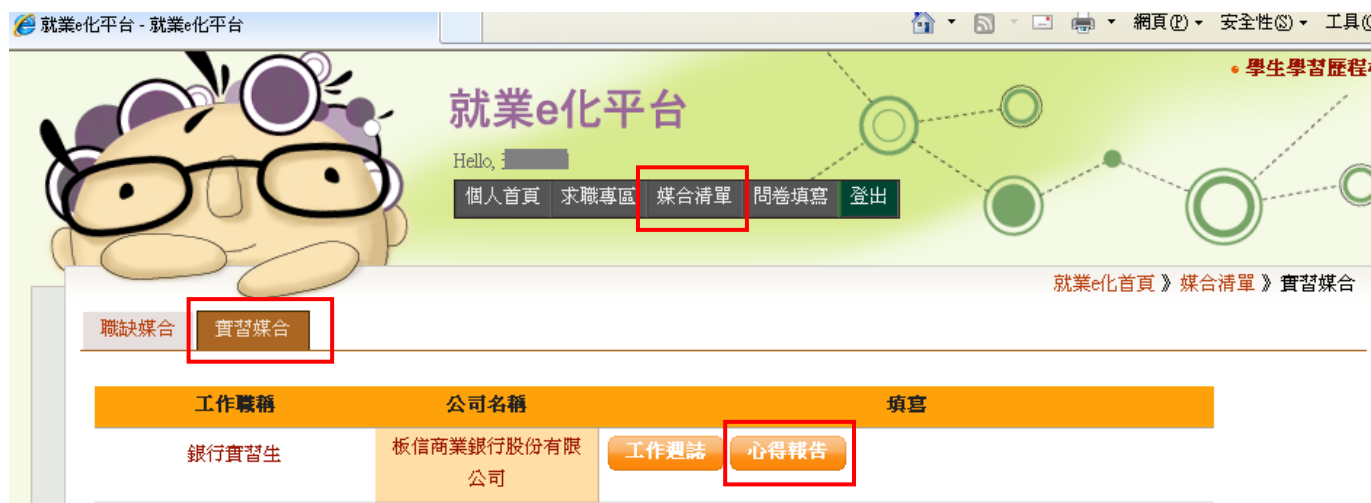 就業e化平台 - 就業e化平台
網頁(P) 安全性(S) 工具(
學生學習歷程
就業e化平台
Hello,
個人首頁 求職專區 媒合清單 問卷填寫 登出
就業e化首頁 》 媒合清單 》 實習媒合
職缺媒合 實習媒合
工作職稱 公司名稱 填寫
銀行實習生 板信商業銀行股份有限 工作週誌 心得報告
公司